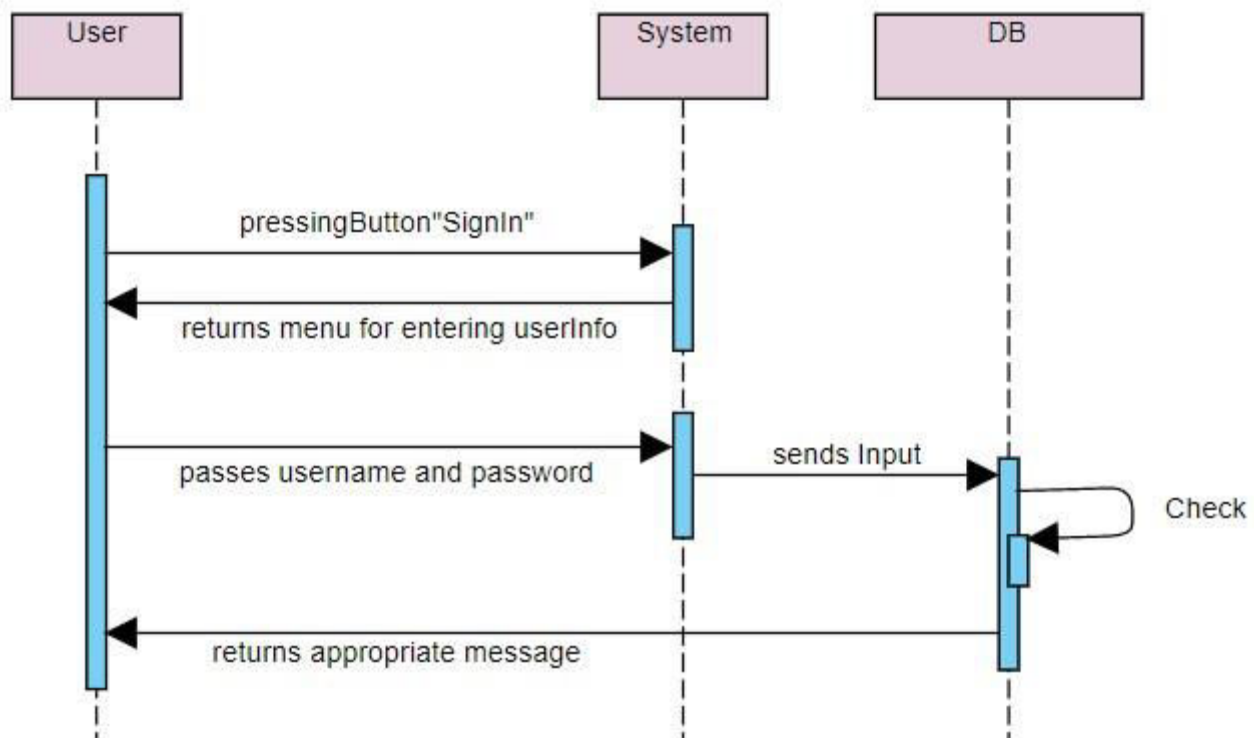 User
System
DB
pressingButton"SignIn"
returns menu for entering userInfo
passes username and password
sends Input
Check
returns appropriate message